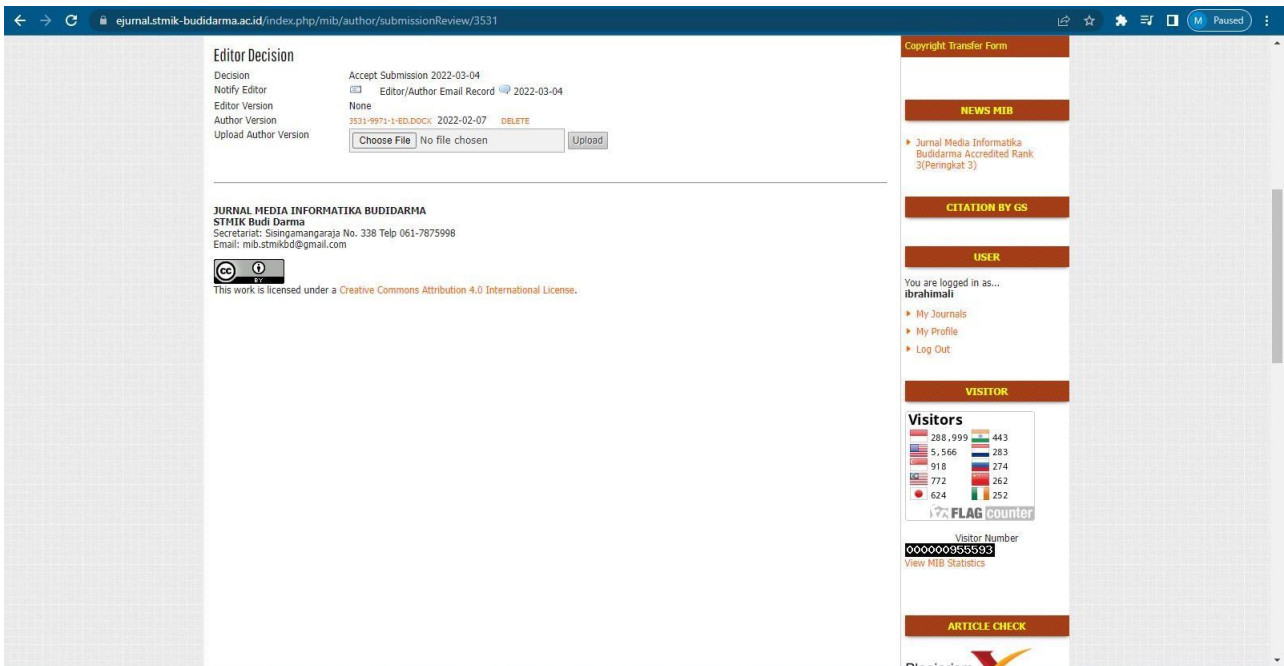 ejurnal.stmik-budidarma.ac.id/index.php/mib/author/submissionReview/3531
M Paused
Editor Decision
Decision Accept Submission 2022-03-04
Notify Editor Editor/Author Email Record 2022-03-04
Editor Version None
Author Version 3531-9971-1-ED.DOCX 2022-02-07 DELETE
Upload Author Version Choose File No file chosen Upload
JURNAL MEDIA INFORMATIKA BUDIDARMA
STMIK Budi Darma
Secretariat: Sisingamangaraja No. 338 Telp 061-7875998
Email: mib.stmikbd@gmail.com
cc BY
This work is licensed under a Creative Commons Attribution 4.0 International License.
Copyright Transfer Form
NEWS MIB
Jurnal Media Informatika
Budidarma Accredited Rank
3(Peringkat 3)
CITATION BY GS
USER
You are logged in as...
ibrahimali
My Journals
My Profile
Log Out
VISITOR
Visitors
288,999 443
5,566 283
918 274
772 262
624 252
FLAG counter
Visitor Number
000000955593
View MIB Statistics
ARTICLE CHECK